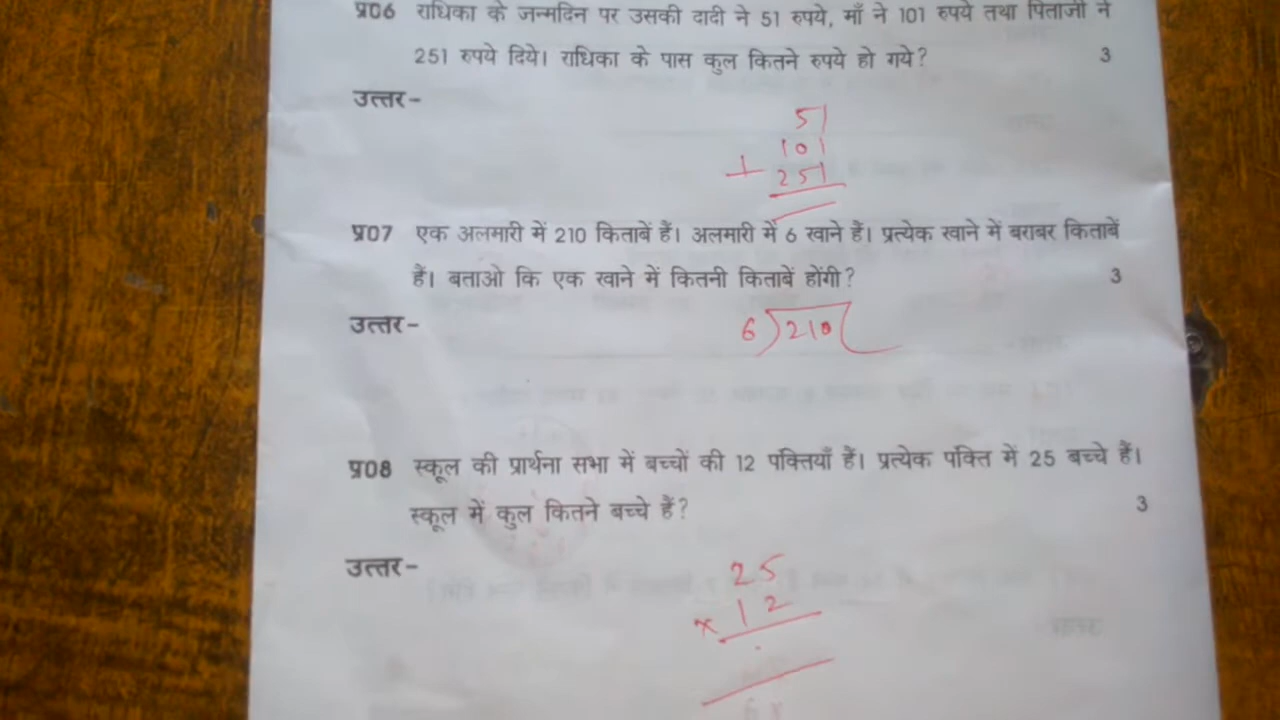 प्र06 राधिका के जन्मदिन पर उसकी दादी ने 51 रुपये, माँ ने 101 रुपये तथा पिताजी ने
251 रुपये दिये। राधिका के पास कुल कितने रुपये हो गये? 3
उत्तर-
51
101
+ 251
प्र07 एक अलमारी में 210 किताबें हैं। अलमारी में 6 खाने हैं। प्रत्येक खाने में बराबर किताबें
हैं। बताओ कि एक खाने में कितनी किताबें होंगी? 3
उत्तर- 6)210(
प्र08 स्कूल की प्रार्थना सभा में बच्चों की 12 पक्तियाँ हैं। प्रत्येक पक्ति में 25 बच्चे हैं।
स्कूल में कुल कितने बच्चे हैं? 3
उत्तर- 25
x 12